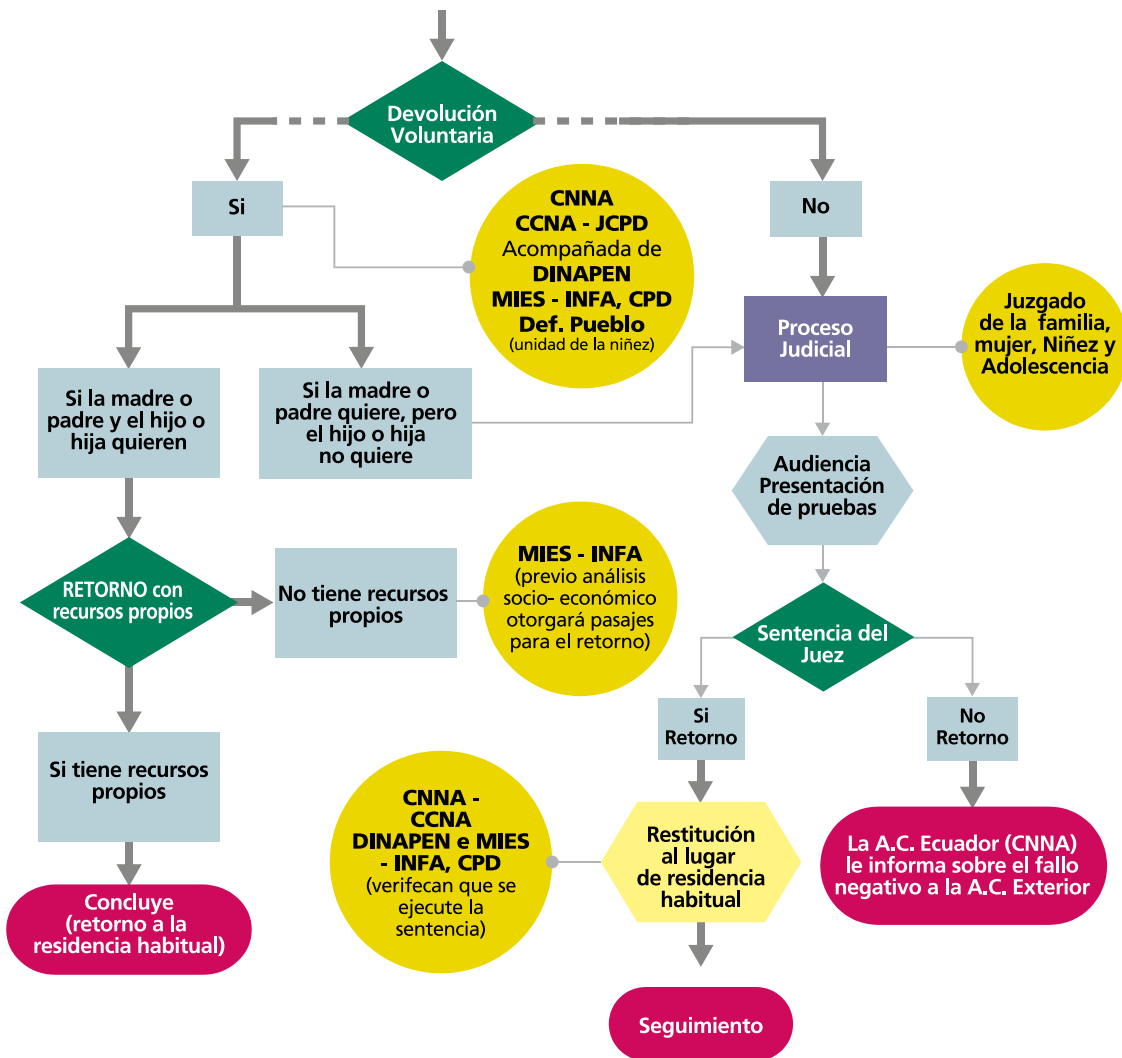 Devolución
Voluntaria
Si
CNNA
CCNA - JCPD
Acompañada de
DINAPEN
MIES - INFA, CPD
Def. Pueblo
(unidad de la niñez)
No
Proceso
Judicial
Juzgado
de la familia,
mujer, Niñez y
Adolescencia
Si la madre o
padre y el hijo o
hija quieren
Si la madre o
padre quiere, pero
el hijo o hija
no quiere
Audiencia
Presentación
de pruebas
RETORNO con
recursos propios
No tiene recursos
propios
MIES - INFA
(previo análisis
socio- económico
otorgará pasajes
para el retorno)
Sentencia del
Juez
Si
Retorno
No
Retorno
Si tiene recursos
propios
CNNA -
CCNA
DINAPEN e MIES
- INFA, CPD
(verifecan que se
ejecute la
sentencia)
Restitución
al lugar
de residencia
habitual
La A.C. Ecuador (CNNA)
le informa sobre el fallo
negativo a la A.C. Exterior
Concluye
(retorno a la
residencia habitual)
Seguimiento